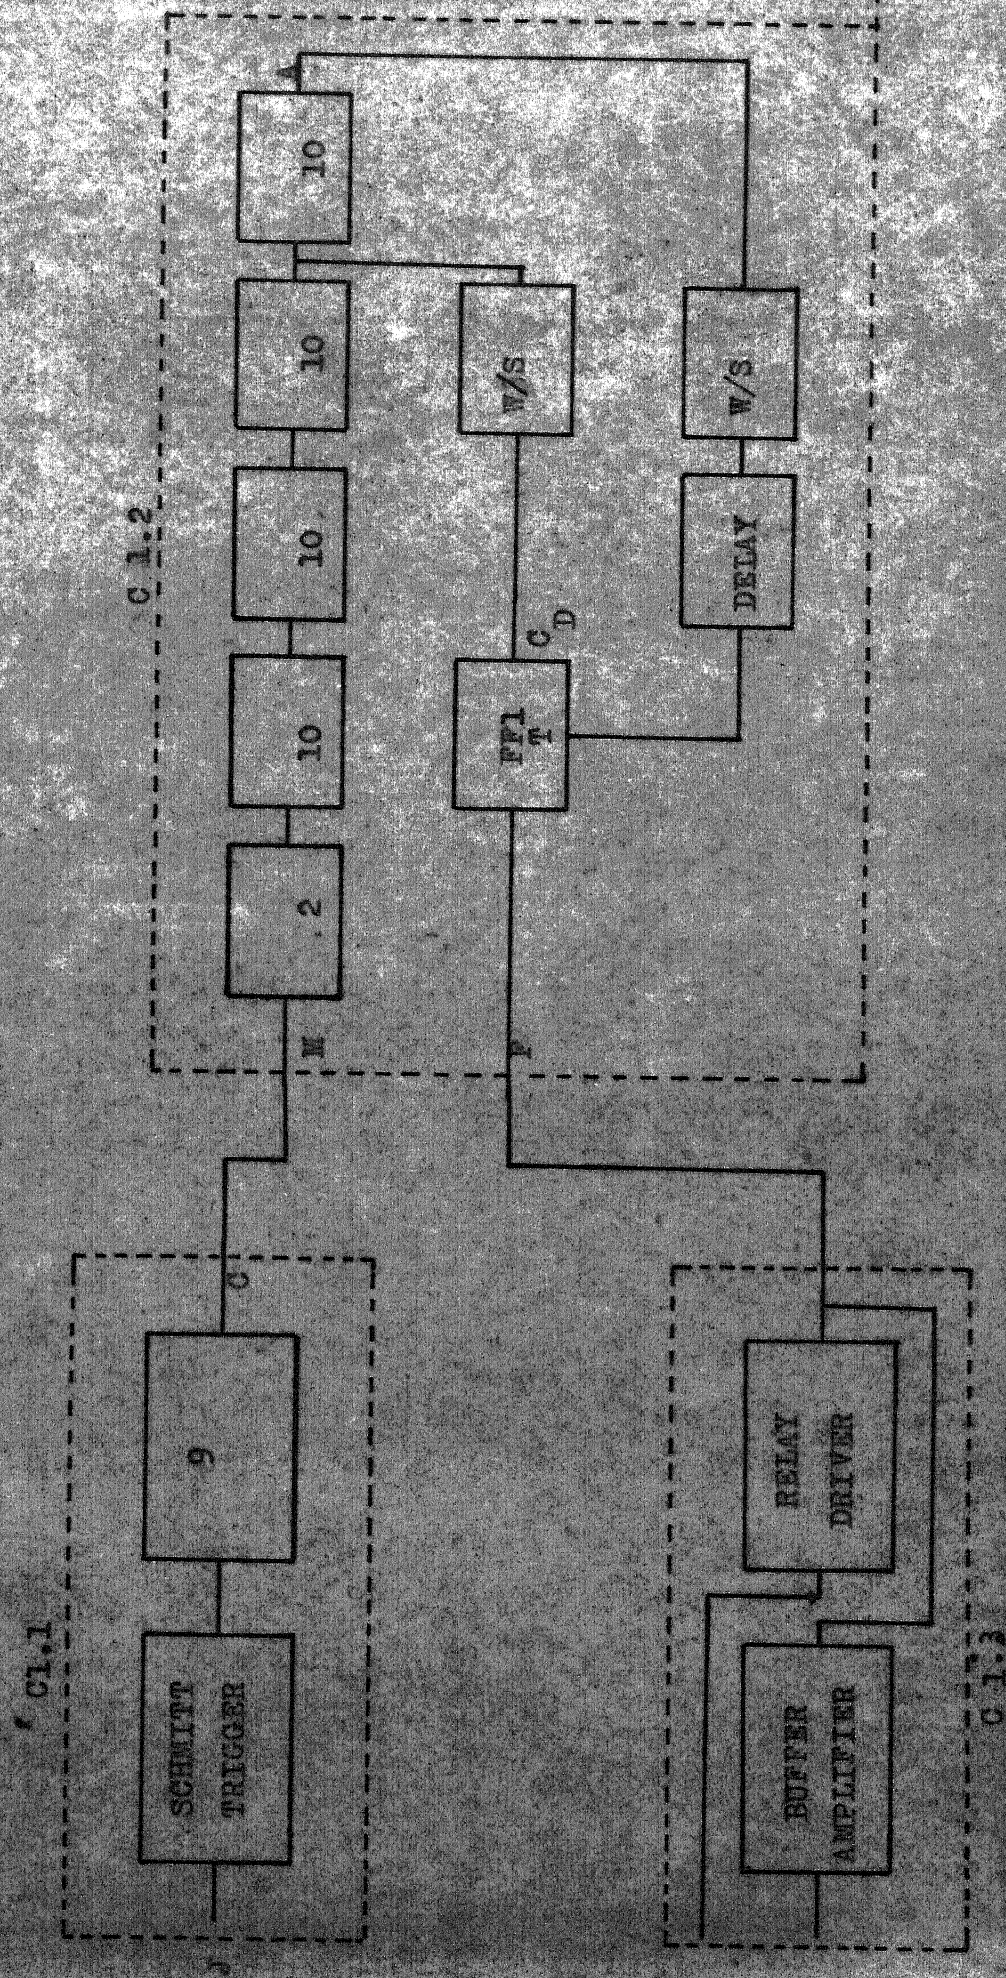 C1.1
J
SCHMITT
TRIGGER
9
C
C 1.2
M
2
10
10
10
10
A
P
FF1
T
C
D
W/S
DELAY
W/S
BUFFER
AMPLIFIER
RELAY
DRIVER
C 1.3